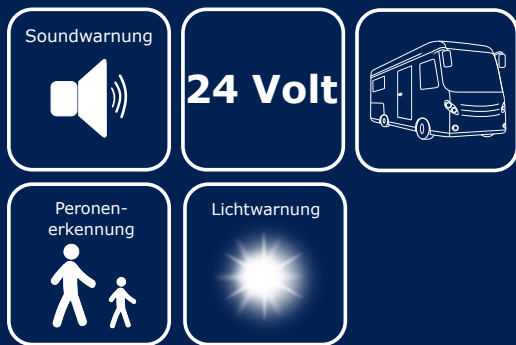 Soundwarnung
24 Volt
Peronen-
erkennung
Lichtwarnung